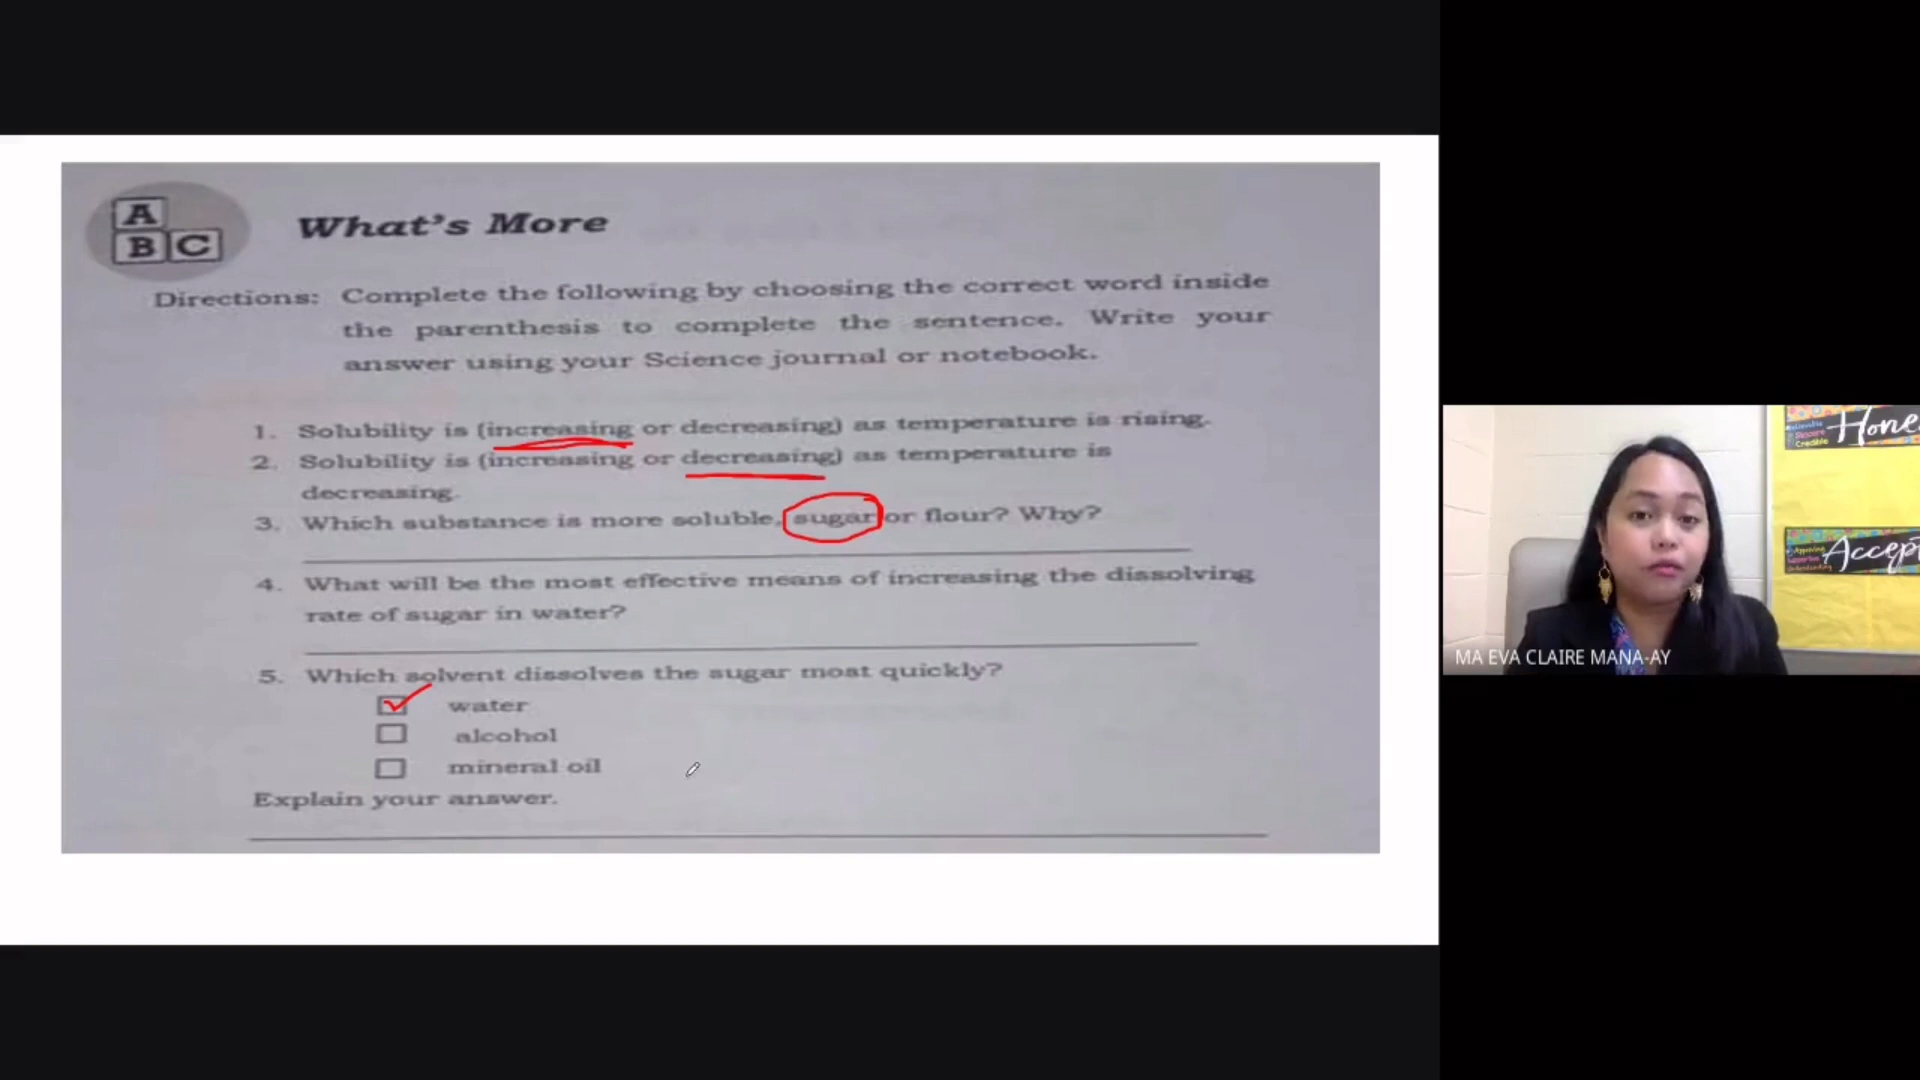 A
B C
What's More
Directions: Complete the following by choosing the correct word inside
the parenthesis to complete the sentence. Write your
answer using your Science journal or notebook.
1. Solubility is (increasing or decreasing) as temperature is rising.
2. Solubility is (increasing or decreasing) as temperature is
decreasing.
3. Which substance is more soluble, sugar or flour? Why?
4. What will be the most effective means of increasing the dissolving
rate of sugar in water?
5. Which solvent dissolves the sugar most quickly?
water
alcohol
mineral oil
Explain your answer.
Hone
Credible
Accept
MA EVA CLAIRE MANA-AY